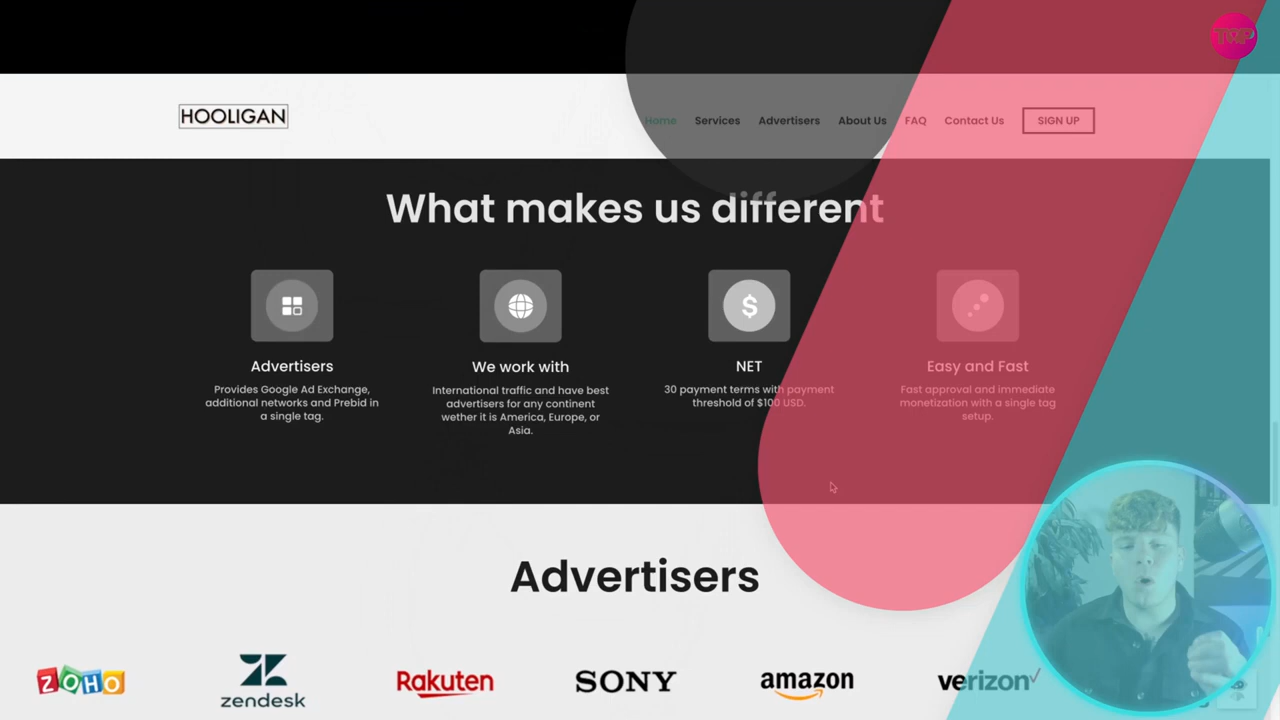 TOP
HOOLIGAN
Home Services Advertisers About Us FAQ Contact Us SIGN UP
What makes us different
Advertisers
Provides Google Ad Exchange,
additional networks and Prebid in
a single tag.
We work with
International traffic and have best
advertisers for any continent
wether it is America, Europe, or
Asia.
NET
30 payment terms with payment
threshold of $100 USD.
Easy and Fast
Fast approval and immediate
monetization with a single tag
setup.
Advertisers
ZOHO
zendesk
Rakuten
SONY
amazon
verizon